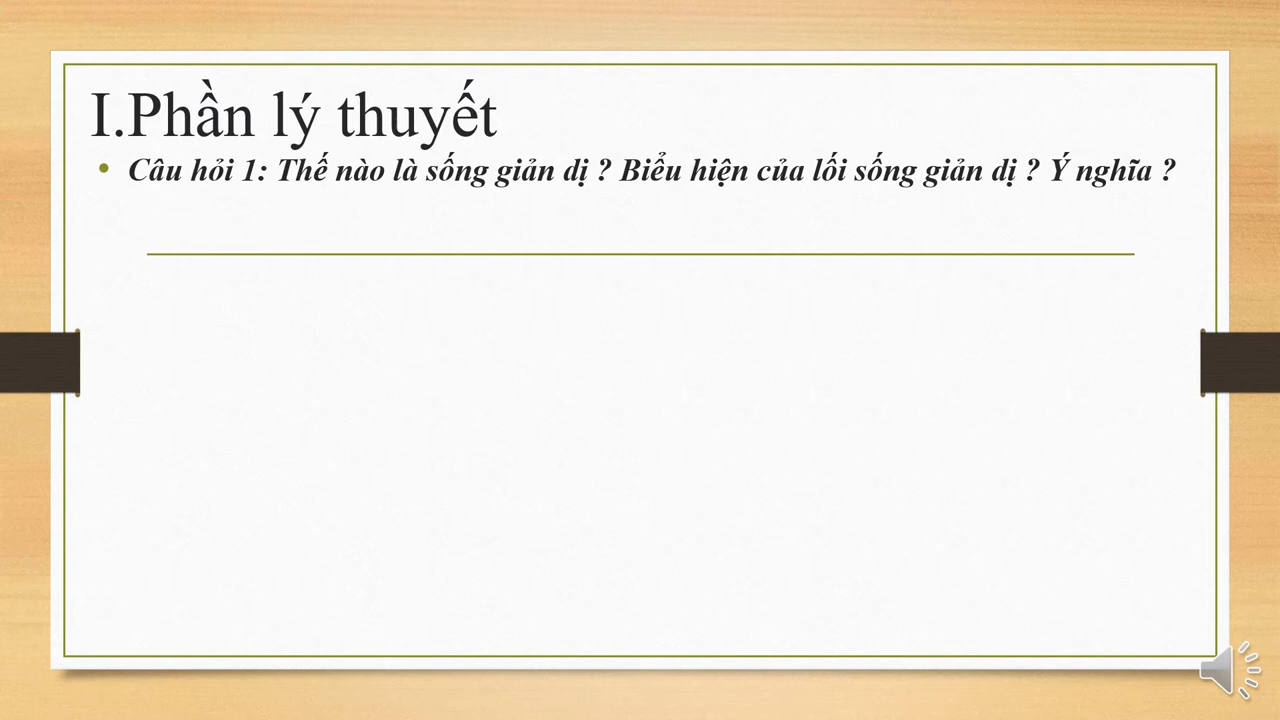 I.Phần lý thuyết
• Câu hỏi 1: Thế nào là sống giản dị ? Biểu hiện của lối sống giản dị ? Ý nghĩa ?